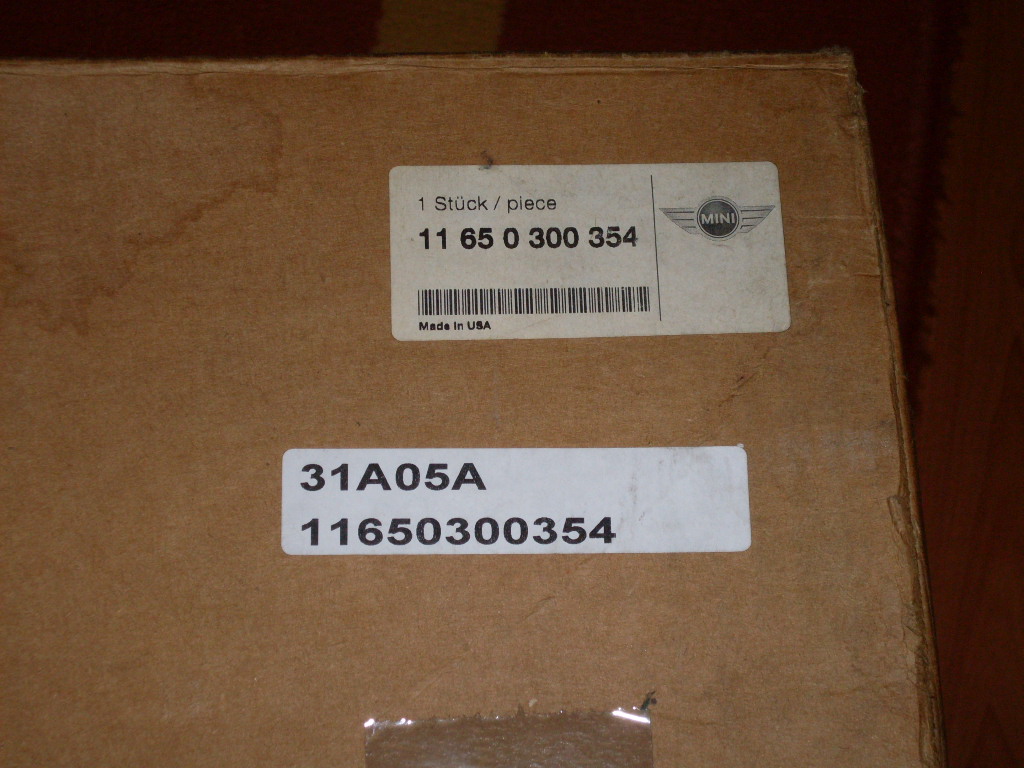 1 Stück / piece
11 65 0 300 354
MINI
Made in USA
31A05A
11650300354